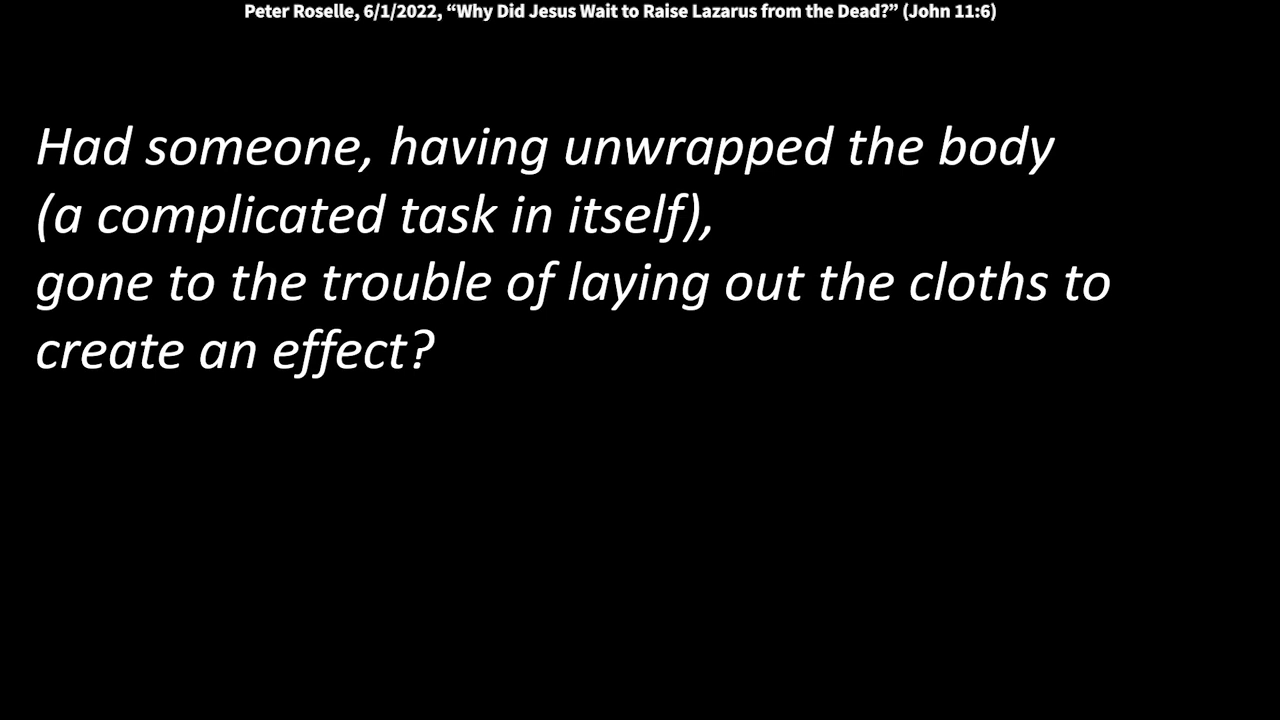 Peter Roselle, 6/1/2022, “Why Did Jesus Wait to Raise Lazarus from the Dead?” (John 11:6)
Had someone, having unwrapped the body
(a complicated task in itself),
gone to the trouble of laying out the cloths to
create an effect?